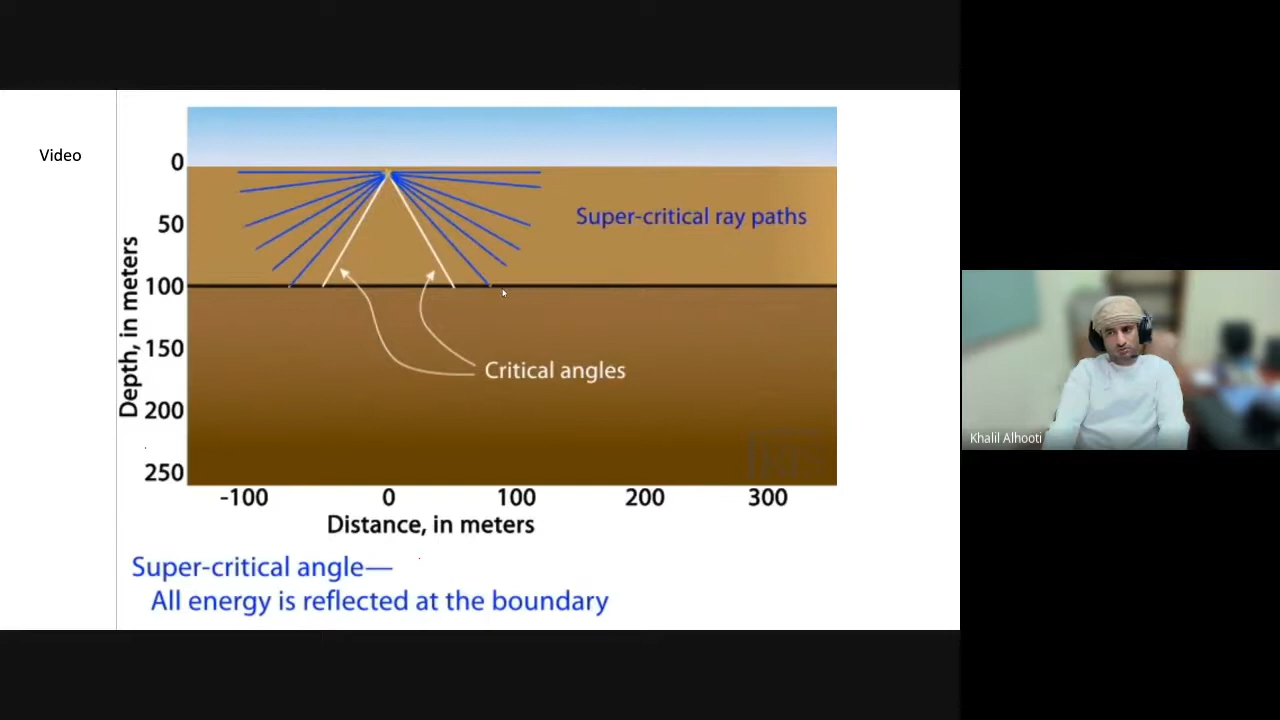 Video
0
50
100
150
200
250
Depth, in meters
Super-critical ray paths
Critical angles
-100 0 100 200 300
Distance, in meters
Super-critical angle—
All energy is reflected at the boundary
Khalil Alhooti